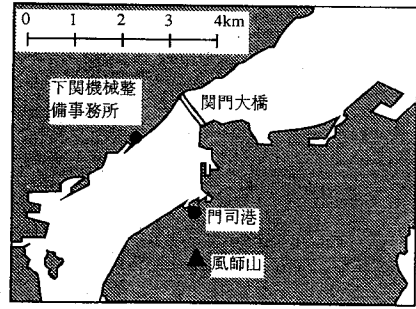 0 1 2 3 4km
下関機械整
備事務所
関門大橋
門司港
風師山